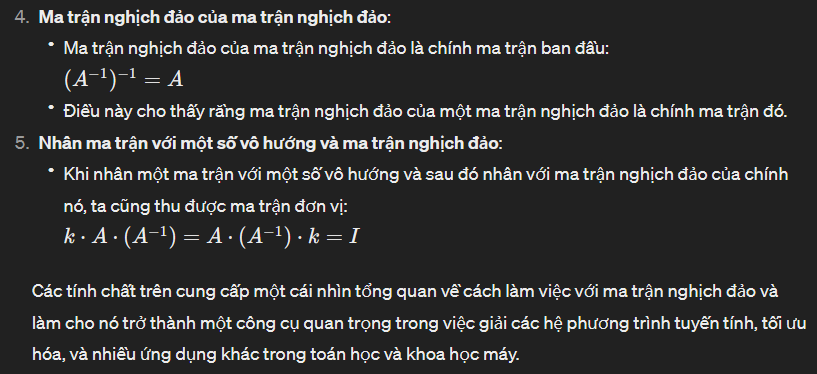 4. Ma trận nghịch đảo của ma trận nghịch đảo:
• Ma trận nghịch đảo của ma trận nghịch đảo là chính ma trận ban đầu:
(A⁻¹)⁻¹ = A
• Điều này cho thấy rằng ma trận nghịch đảo của một ma trận nghịch đảo là chính ma trận đó.
5. Nhân ma trận với một số vô hướng và ma trận nghịch đảo:
• Khi nhân một ma trận với một số vô hướng và sau đó nhân với ma trận nghịch đảo của chính
nó, ta cũng thu được ma trận đơn vị:
k · A · (A⁻¹) = A · (A⁻¹) · k = I
Các tính chất trên cung cấp một cái nhìn tổng quan về cách làm việc với ma trận nghịch đảo và
làm cho nó trở thành một công cụ quan trọng trong việc giải các hệ phương trình tuyến tính, tối ưu
hóa, và nhiều ứng dụng khác trong toán học và khoa học máy.